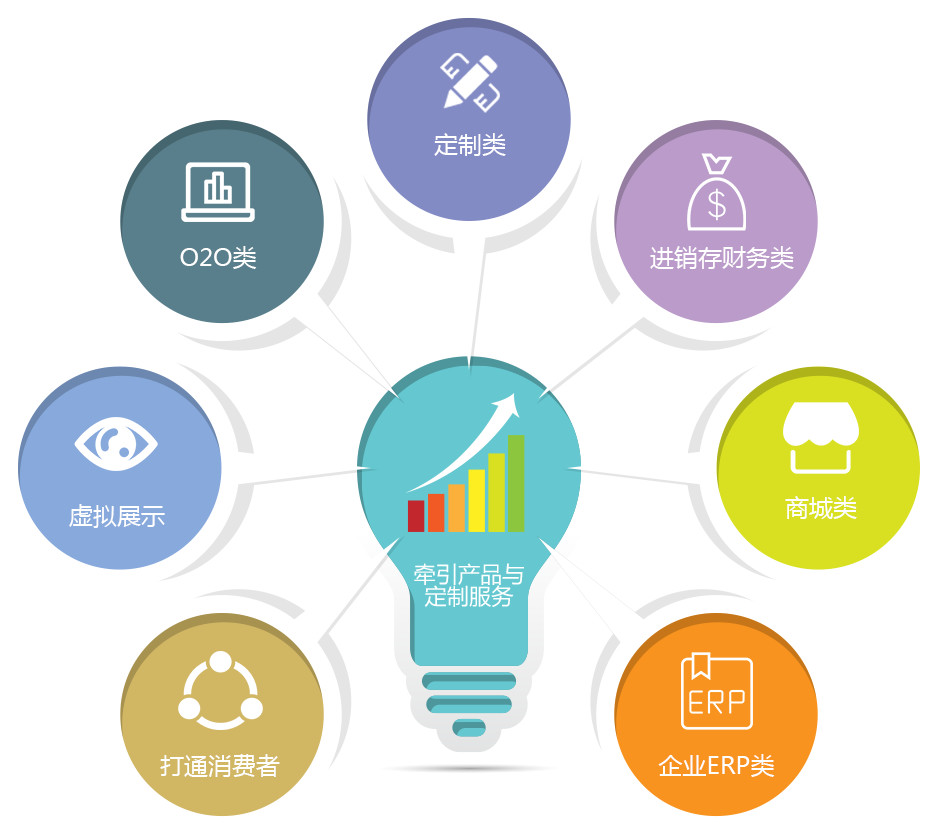 定制类
O2O类
进销存财务类
$
虚拟展示
商城类
牵引产品与
定制服务
打通消费者
ERP
企业ERP类